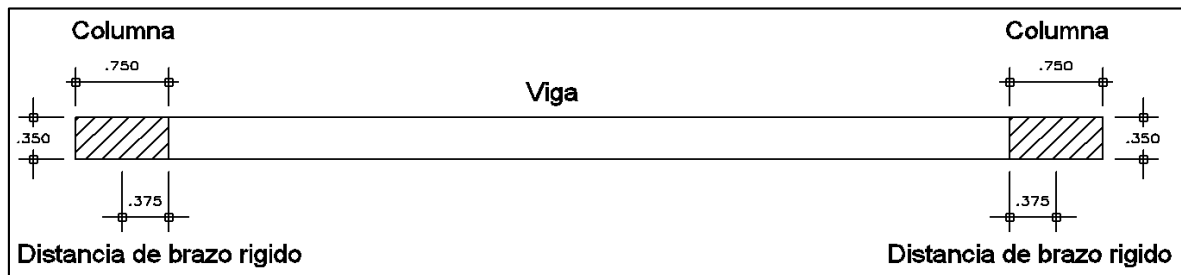 Columna Columna
.750 .750
Viga
.350 .350
.375 .375
Distancia de brazo rigido Distancia de brazo rigido